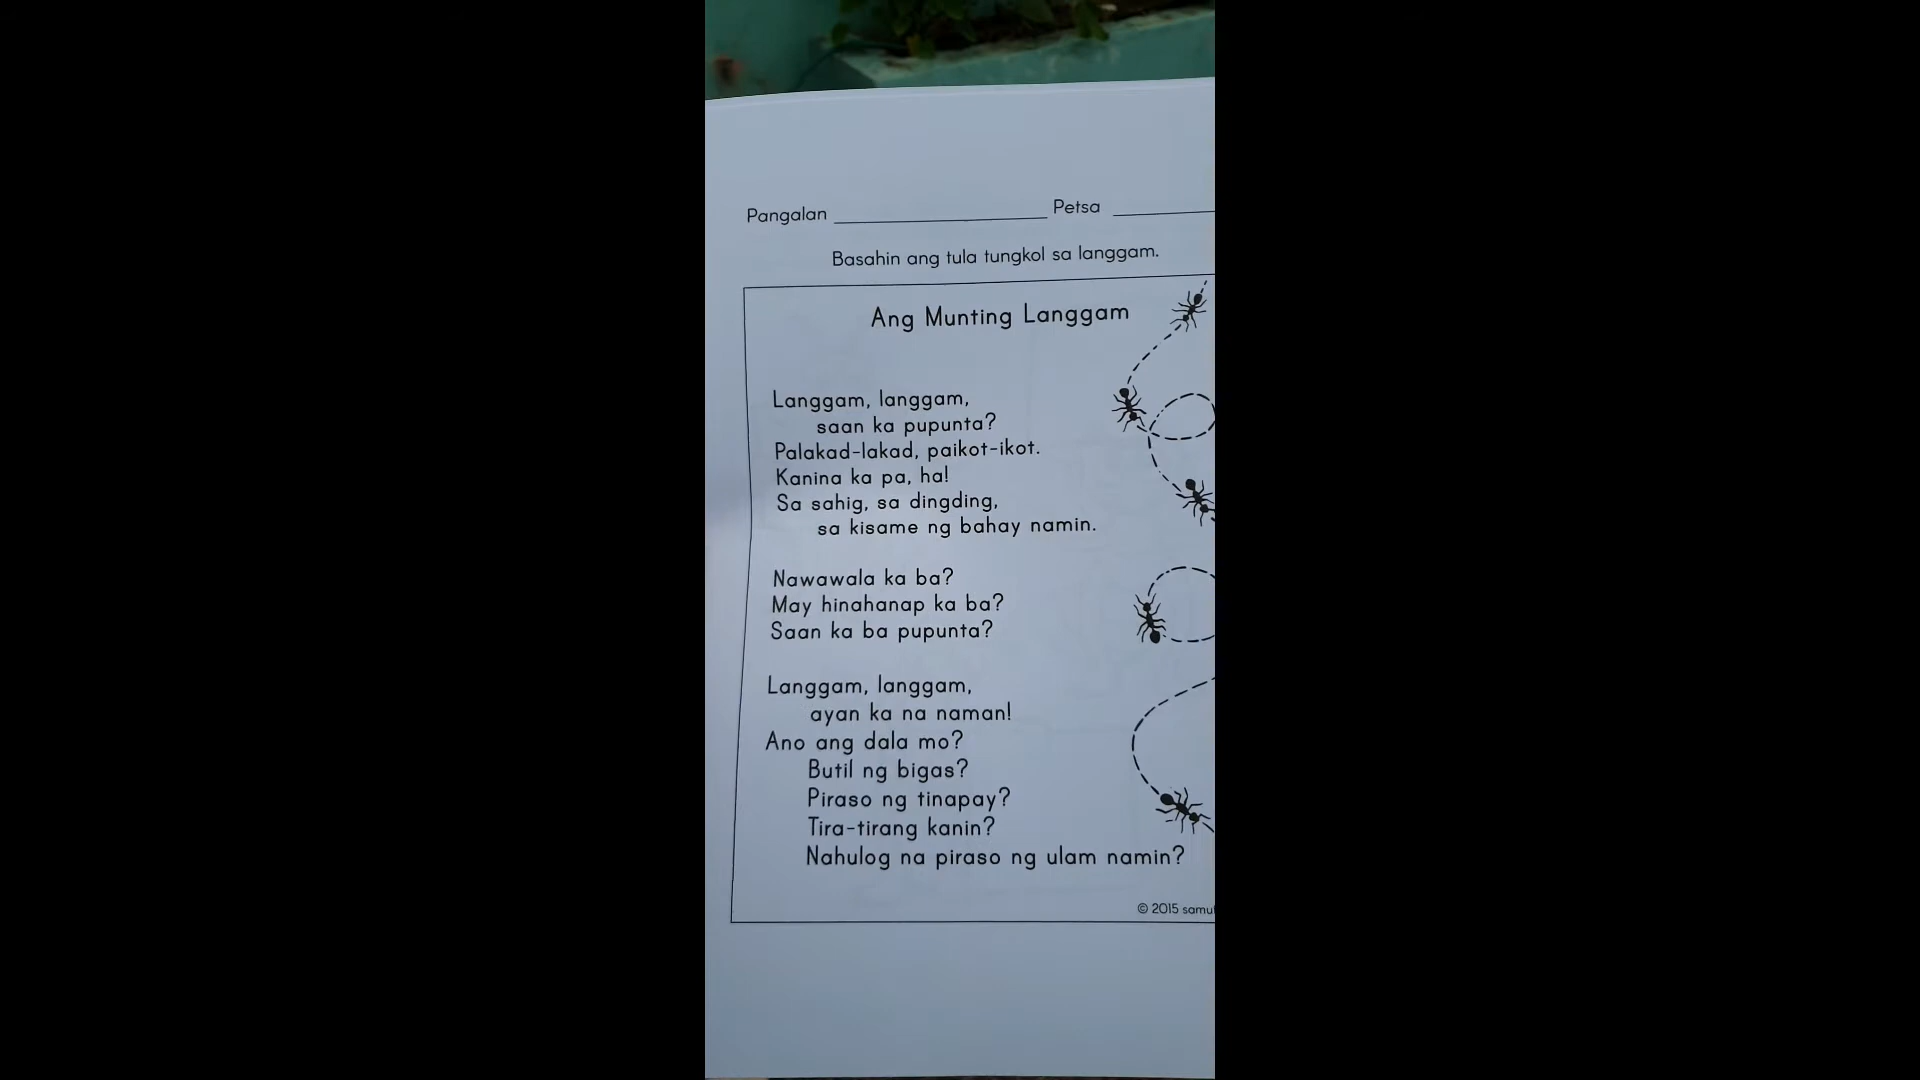 Pangalan Petsa
Basahin ang tula tungkol sa langgam.
Ang Munting Langgam
Langgam, langgam,
saan ka pupunta?
Palakad-lakad, paikot-ikot.
Kanina ka pa, ha!
Sa sahig, sa dingding,
sa kisame ng bahay namin.
Nawawala ka ba?
May hinahanap ka ba?
Saan ka ba pupunta?
Langgam, langgam,
ayan ka na naman!
Ano ang dala mo?
Butil ng bigas?
Piraso ng tinapay?
Tira-tirang kanin?
Nahulog na piraso ng ulam namin?
© 2015